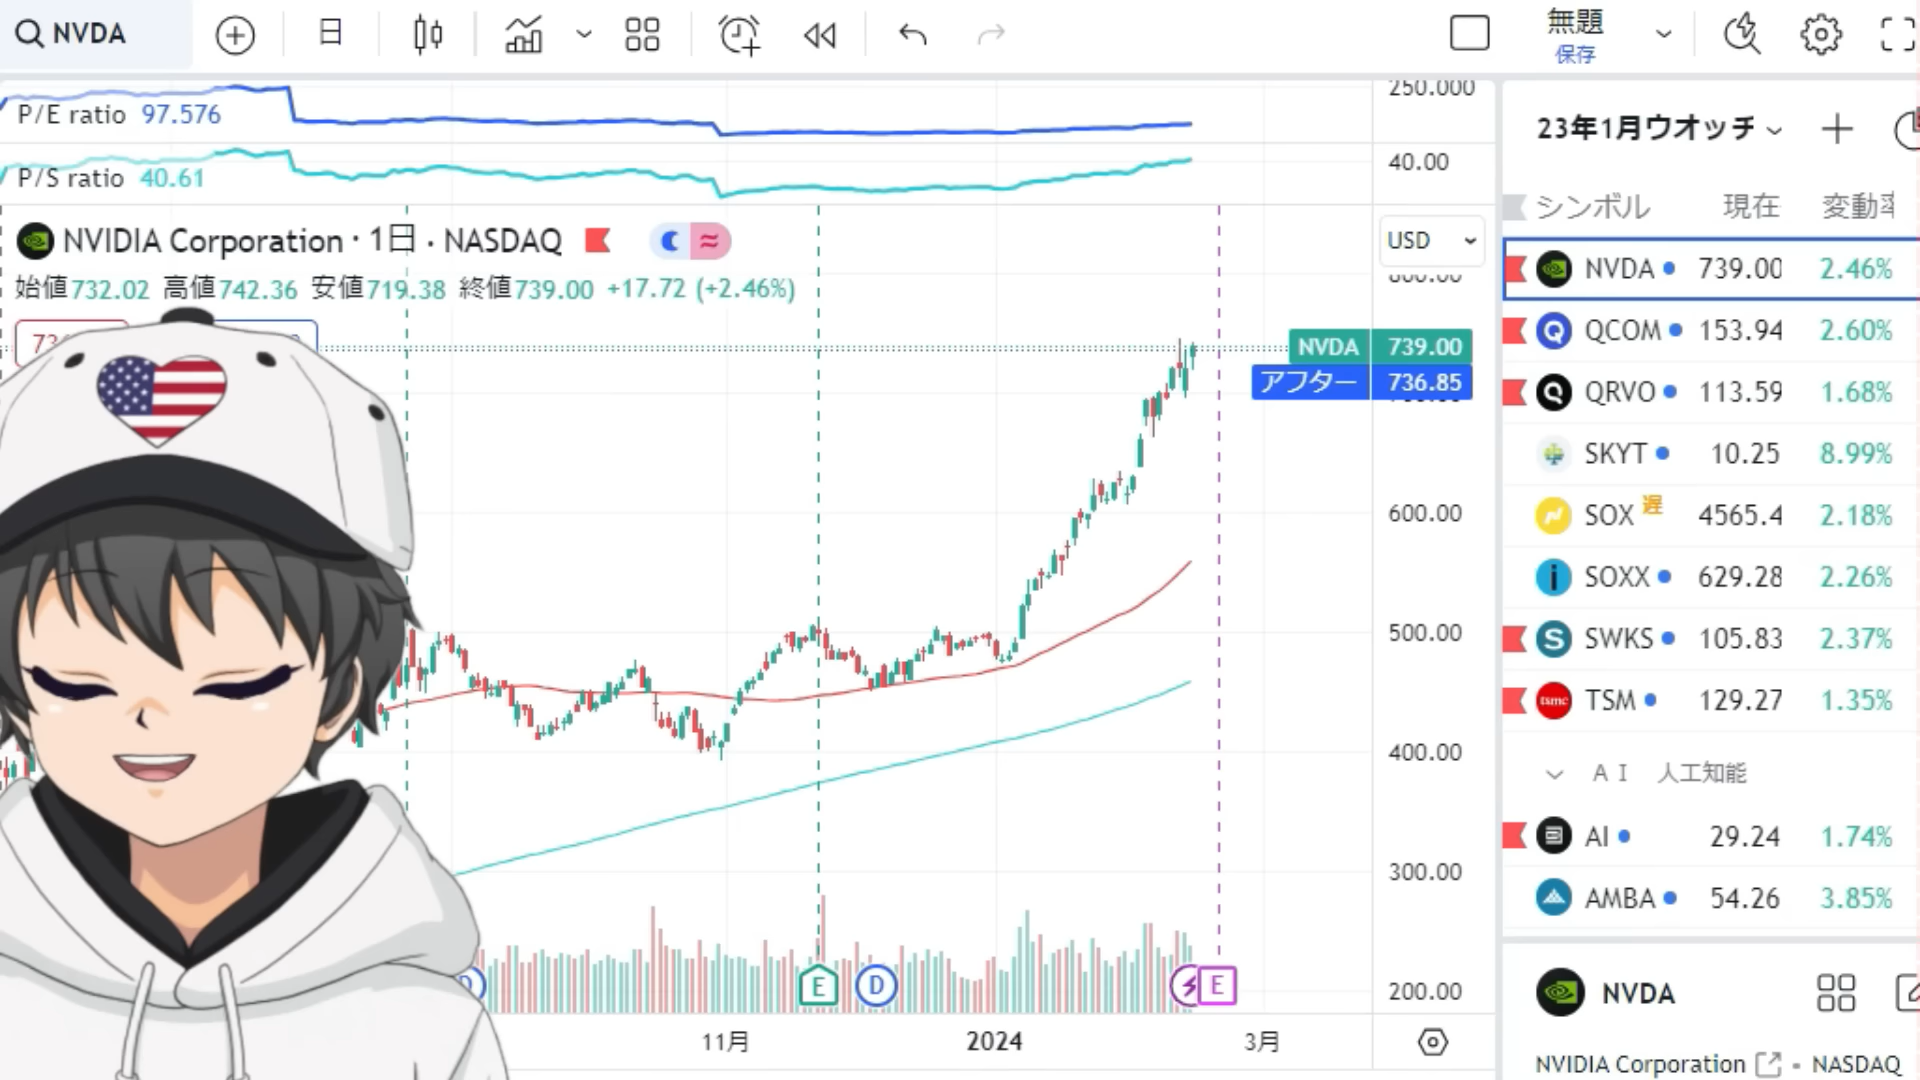 NVDA
日
無題
保存
P/E ratio 97.576
250.000
P/S ratio 40.61
40.00
NVIDIA Corporation · 1日 · NASDAQ
USD
始値732.02 高値742.36 安値719.38 終値739.00 +17.72 (+2.46%)
800.00
NVDA 739.00
アフター 736.85
600.00
500.00
400.00
300.00
200.00
D
E
D
E
11月
2024
3月
23年1月ウオッチ
シンボル 現在 変動率
NVDA 739.00 2.46%
QCOM 153.94 2.60%
QRVO 113.59 1.68%
SKYT 10.25 8.99%
SOX 遅 4565.4 2.18%
SOXX 629.28 2.26%
SWKS 105.83 2.37%
tsmc TSM 129.27 1.35%
AI 人工知能
AI 29.24 1.74%
AMBA 54.26 3.85%
NVDA
NVIDIA Corporation • NASDAQ